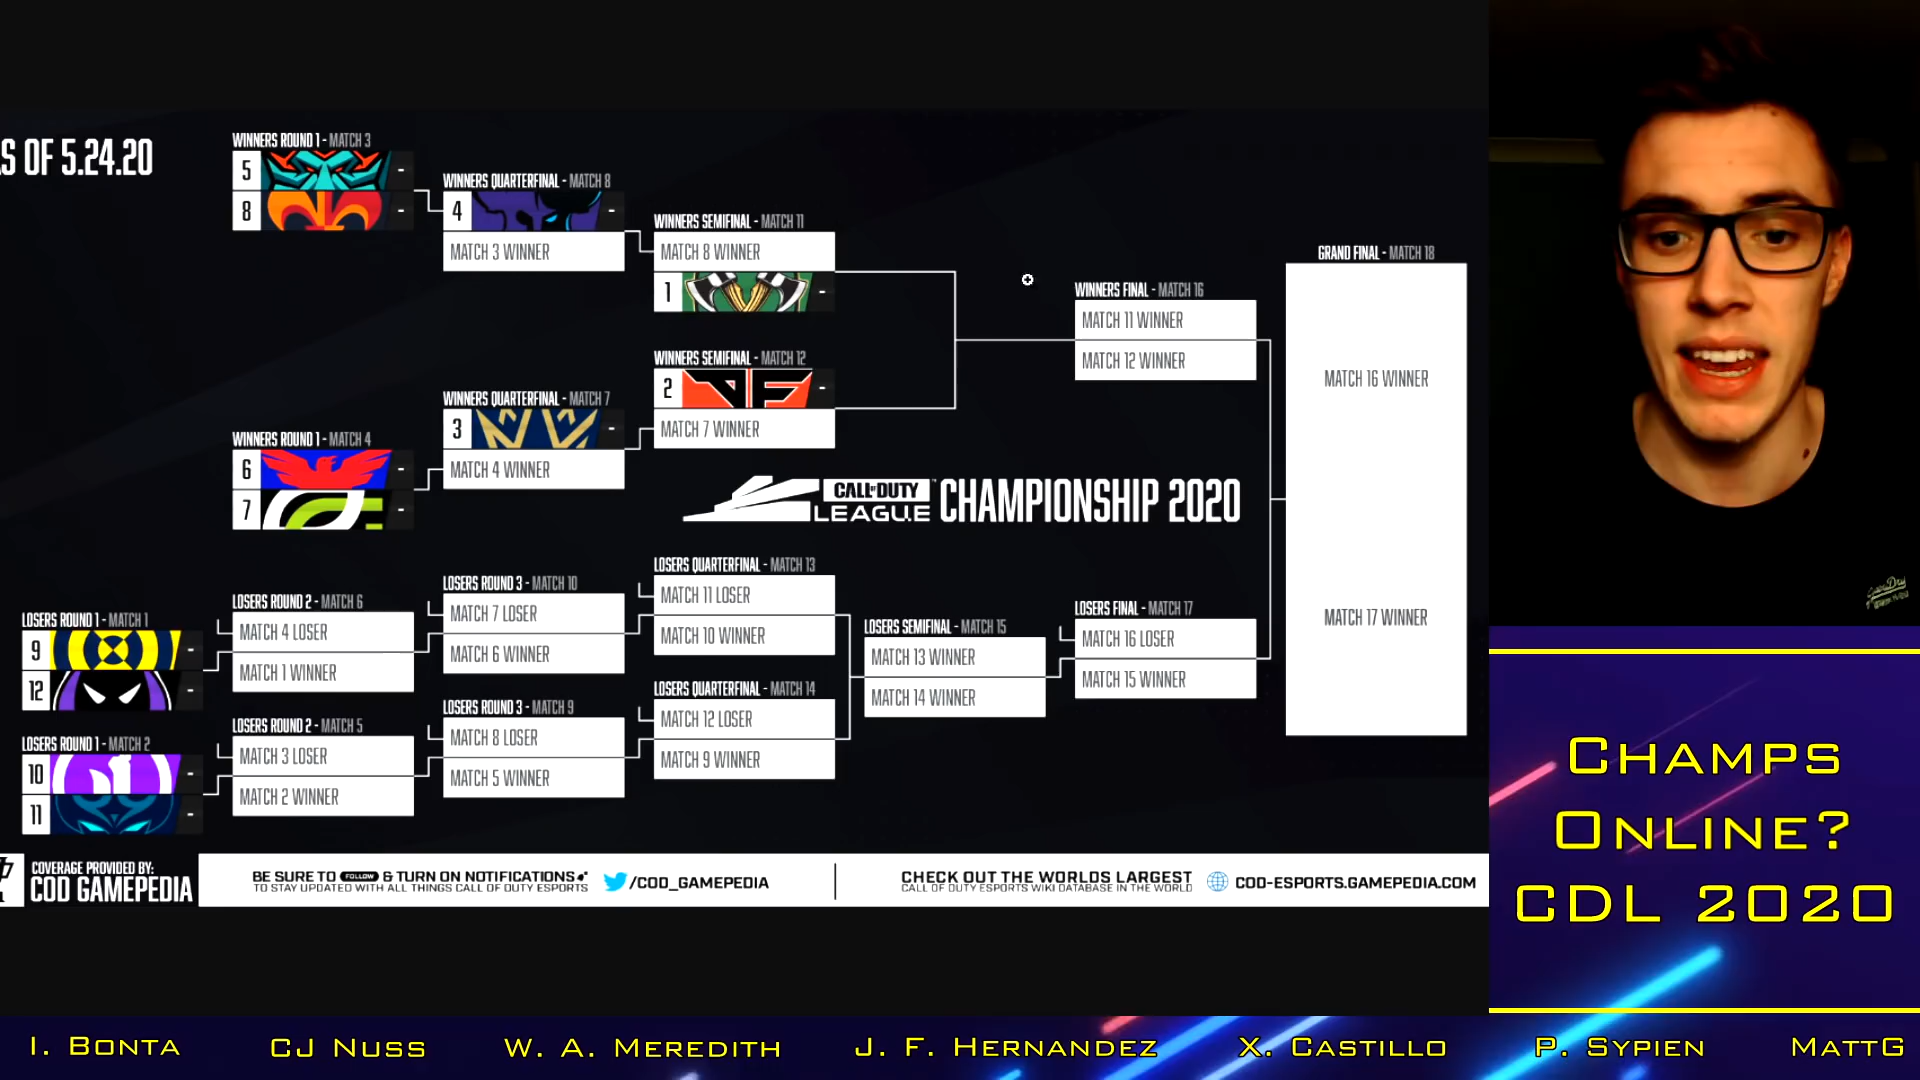 S OF 5.24.20
WINNERS ROUND 1 - MATCH 3
5
-
8
-
WINNERS QUARTERFINAL - MATCH 8
4
-
MATCH 3 WINNER
WINNERS SEMIFINAL - MATCH 11
MATCH 8 WINNER
1
-
WINNERS SEMIFINAL - MATCH 12
2
-
MATCH 7 WINNER
WINNERS QUARTERFINAL - MATCH 7
3
-
MATCH 4 WINNER
WINNERS ROUND 1 - MATCH 4
6
-
7
-
WINNERS FINAL - MATCH 16
MATCH 11 WINNER
MATCH 12 WINNER
GRAND FINAL - MATCH 18
MATCH 16 WINNER
MATCH 17 WINNER
CALL OF DUTY
LEAGUE
CHAMPIONSHIP 2020
LOSERS ROUND 1 - MATCH 1
9
-
12
-
LOSERS ROUND 1 - MATCH 2
10
-
11
-
LOSERS ROUND 2 - MATCH 6
MATCH 4 LOSER
MATCH 1 WINNER
LOSERS ROUND 2 - MATCH 5
MATCH 3 LOSER
MATCH 2 WINNER
LOSERS ROUND 3 - MATCH 10
MATCH 7 LOSER
MATCH 6 WINNER
LOSERS ROUND 3 - MATCH 9
MATCH 8 LOSER
MATCH 5 WINNER
LOSERS QUARTERFINAL - MATCH 13
MATCH 11 LOSER
MATCH 10 WINNER
LOSERS QUARTERFINAL - MATCH 14
MATCH 12 LOSER
MATCH 9 WINNER
LOSERS SEMIFINAL - MATCH 15
MATCH 13 WINNER
MATCH 14 WINNER
LOSERS FINAL - MATCH 17
MATCH 16 LOSER
MATCH 15 WINNER
COVERAGE PROVIDED BY:
COD GAMEPEDIA
BE SURE TO FOLLOW & TURN ON NOTIFICATIONS
TO STAY UPDATED WITH ALL THINGS CALL OF DUTY ESPORTS
/COD_GAMEPEDIA
CHECK OUT THE WORLDS LARGEST
CALL OF DUTY ESPORTS WIKI DATABASE IN THE WORLD
COD-ESPORTS.GAMEPEDIA.COM
CHAMPS
ONLINE?
CDL 2020
I. BONTA
CJ NUSS
W. A. MEREDITH
J. F. HERNANDEZ
X. CASTILLO
P. SYPIEN
MATTG